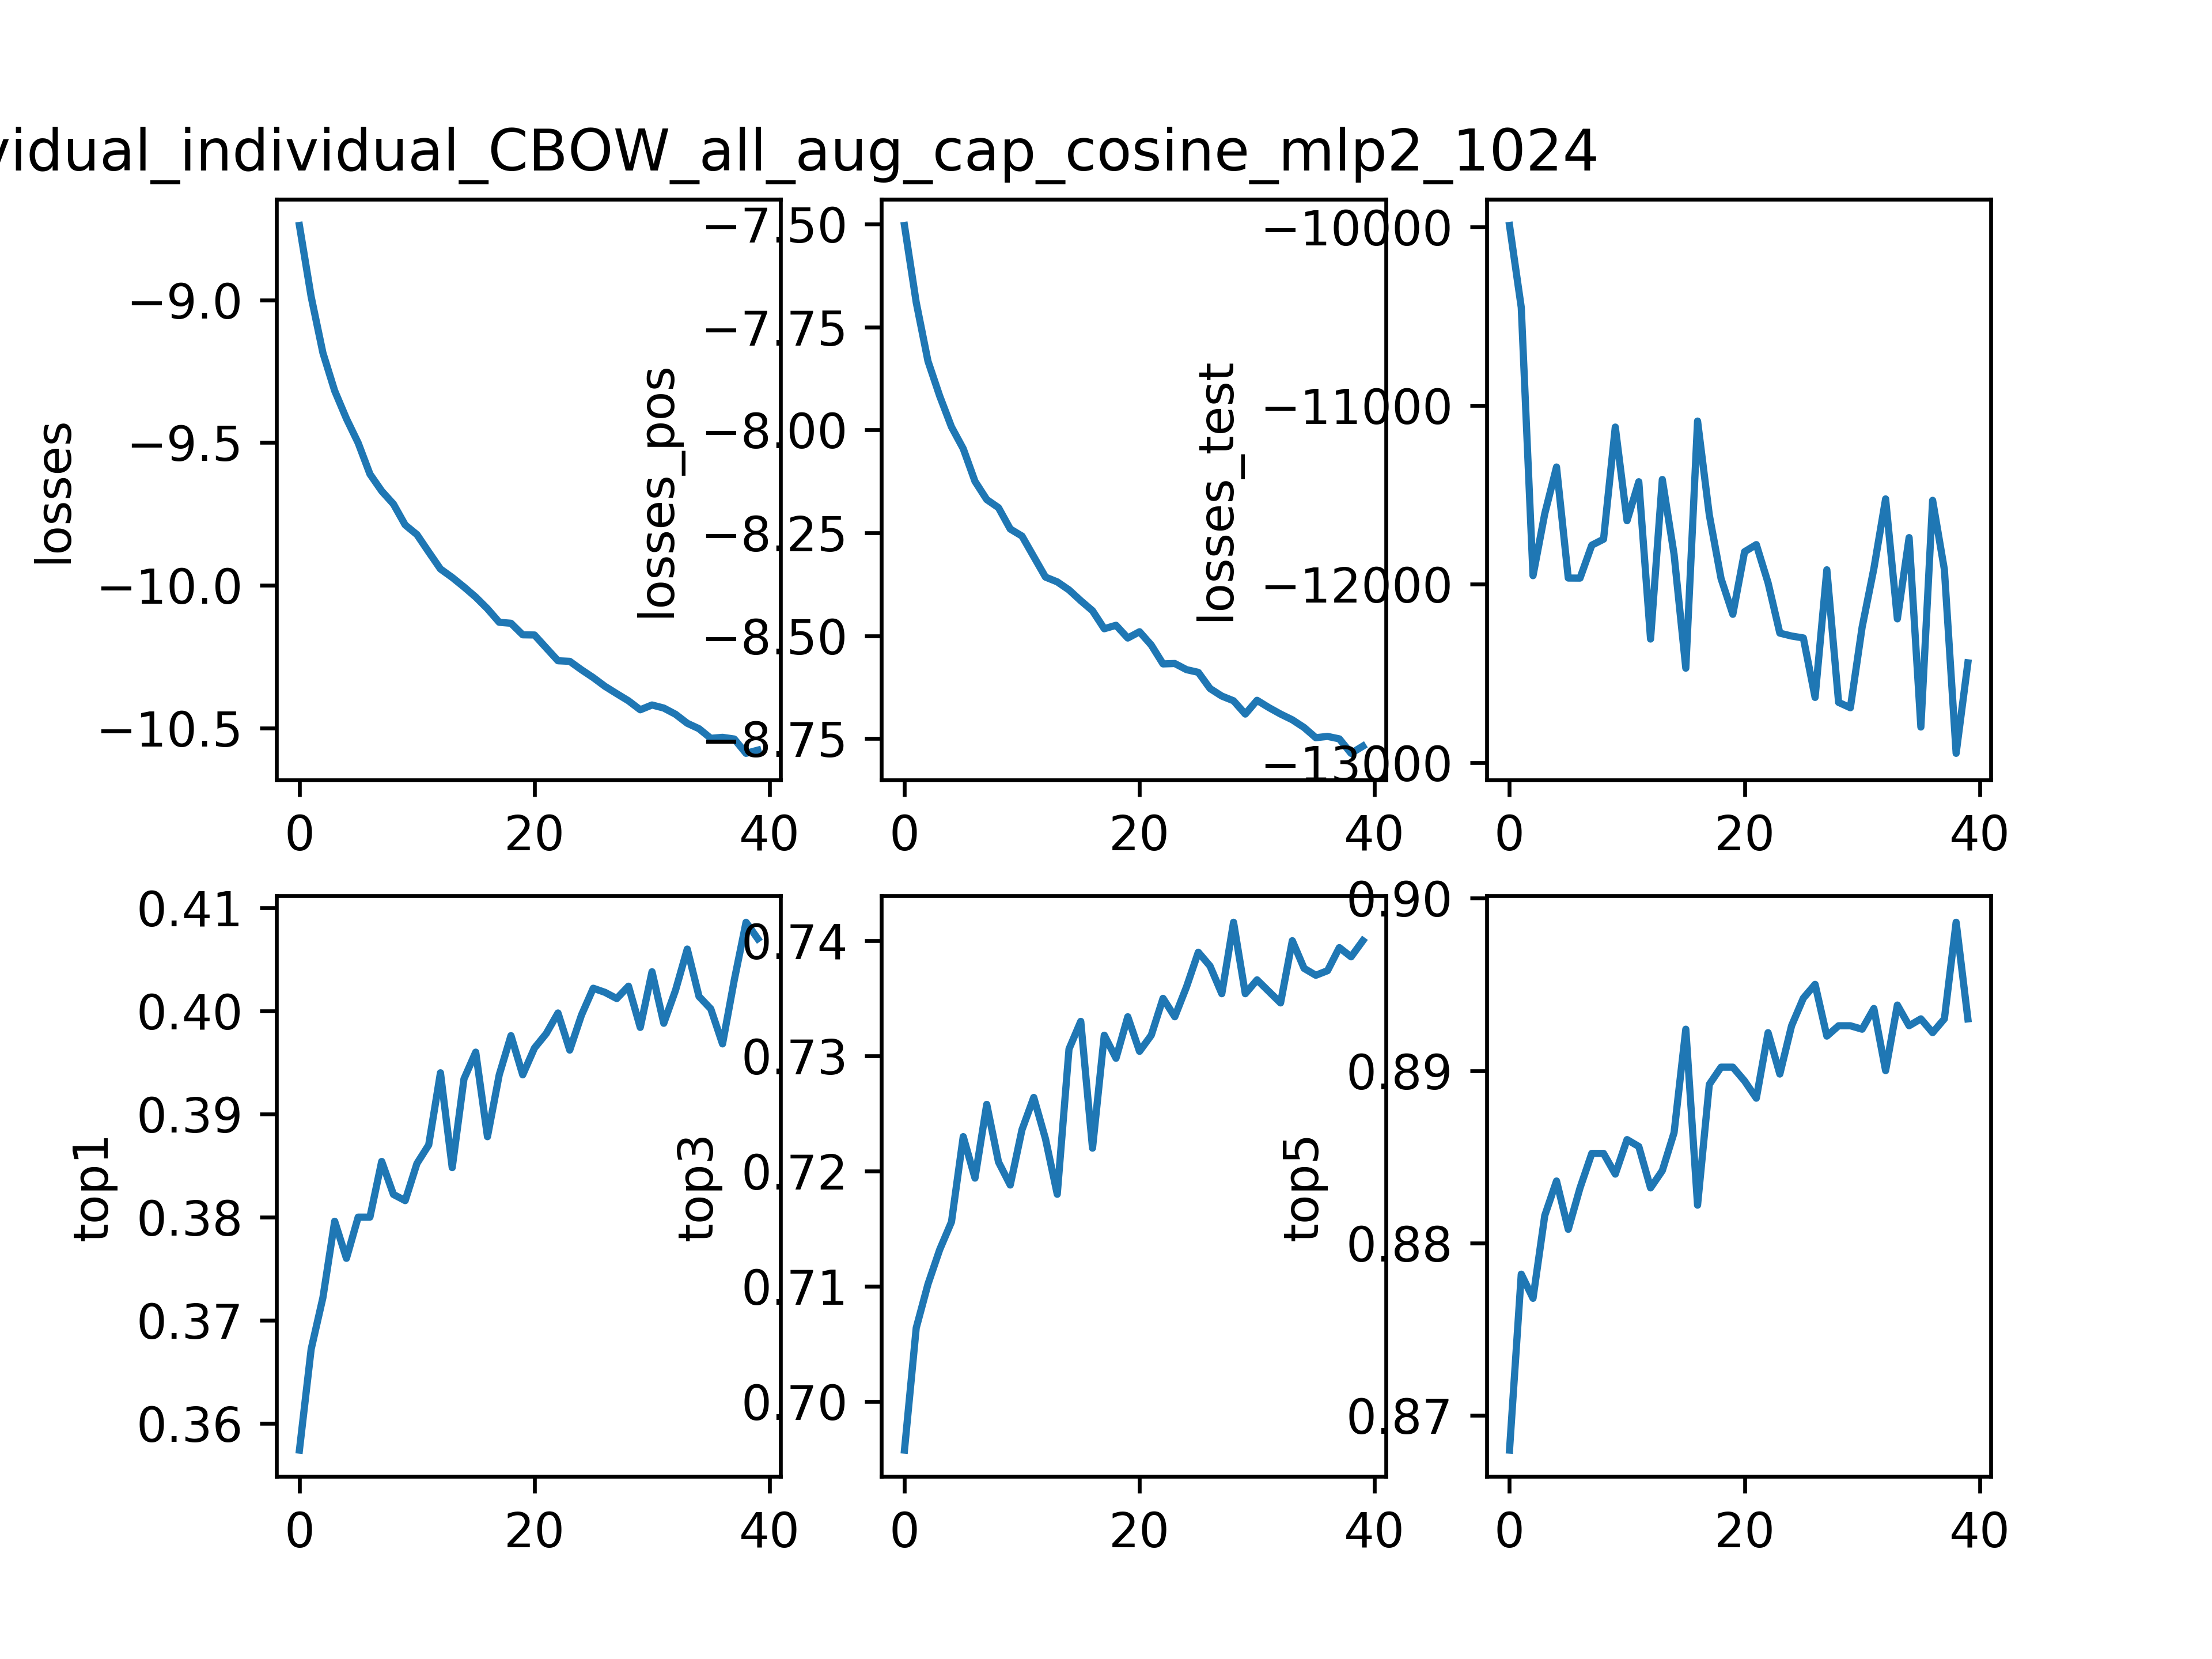 vidual_individual_CBOW_all_aug_cap_cosine_mlp2_1024
losses
−9.0
−9.5
−10.0
−10.5
0 20 40
losses_pos
−7.50
−7.75
−8.00
−8.25
−8.50
−8.75
0 20 40
losses_test
−10000
−11000
−12000
−13000
0 20 40
top1
0.41
0.40
0.39
0.38
0.37
0.36
0 20 40
top3
0.74
0.73
0.72
0.71
0.70
0 20 40
top5
0.90
0.89
0.88
0.87
0 20 40